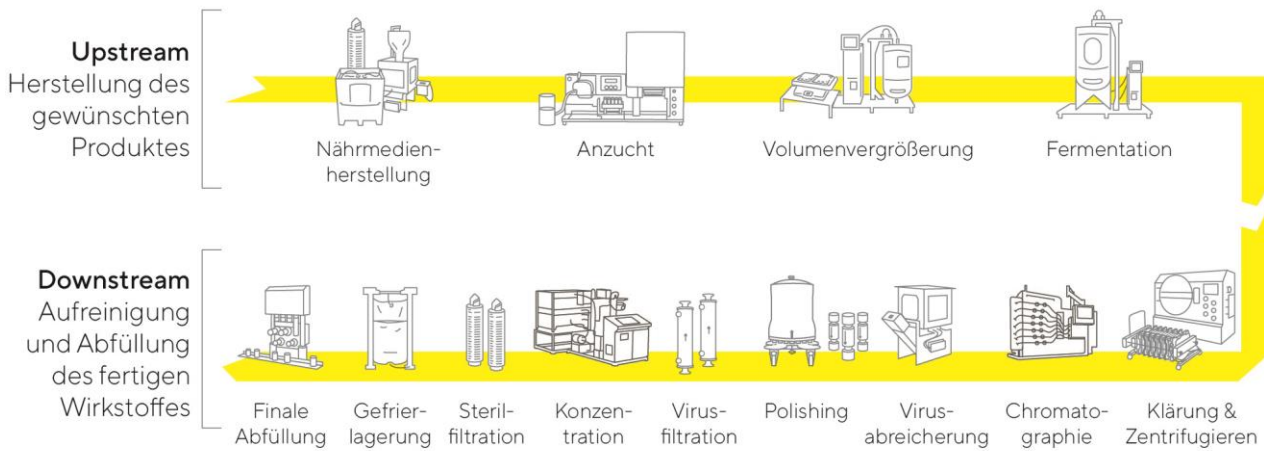 Upstream
Herstellung des
gewünschten
Produktes
Nährmedien-
herstellung
Anzucht
Volumenvergrößerung
Fermentation
Downstream
Aufreinigung
und Abfüllung
des fertigen
Wirkstoffes
Finale
Abfüllung
Gefrier-
lagerung
Steril-
filtration
Konzen-
tration
Virus-
filtration
Polishing
Virus-
abreicherung
Chromato-
graphie
Klärung &
Zentrifugieren